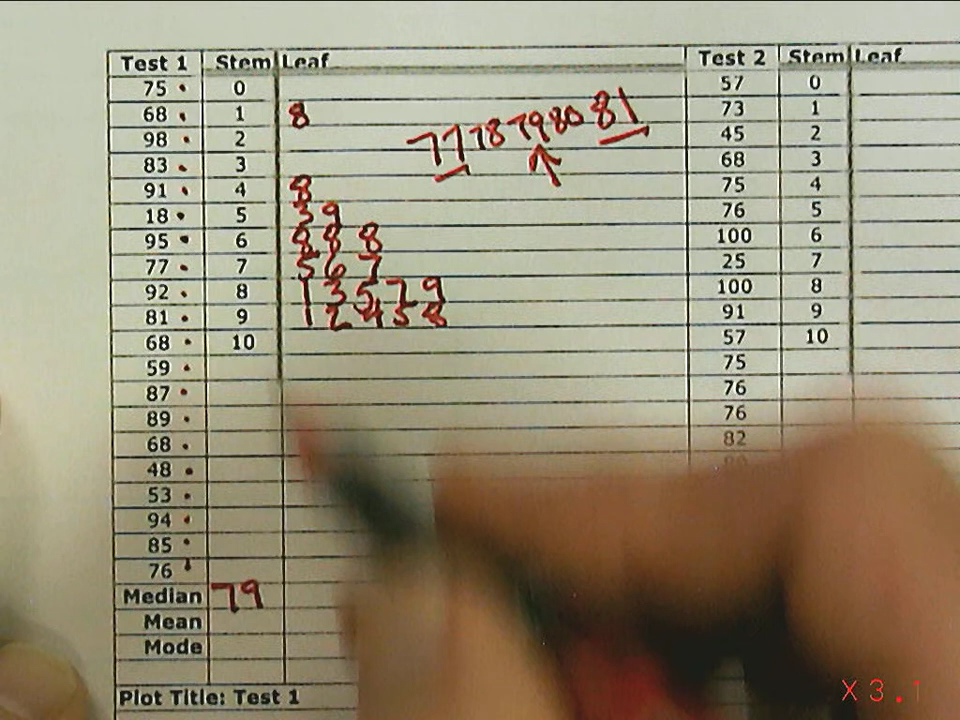 Test 1 Stem Leaf Test 2 Stem Leaf
75 0 57 0
68 1 8 73 1
98 2 77 78 79 80 81 45 2
83 3 68 3
91 4 8 75 4
18 5 3 9 76 5
95 6 8 8 8 100 6
77 7 5 6 7 25 7
92 8 1 3 5 7 9 100 8
81 9 1 2 4 5 8 91 9
68 10 57 10
59 75
87 76
89 76
68 82
48
53
94
85
76
Median 79
Mean
Mode
Plot Title: Test 1
X3.1